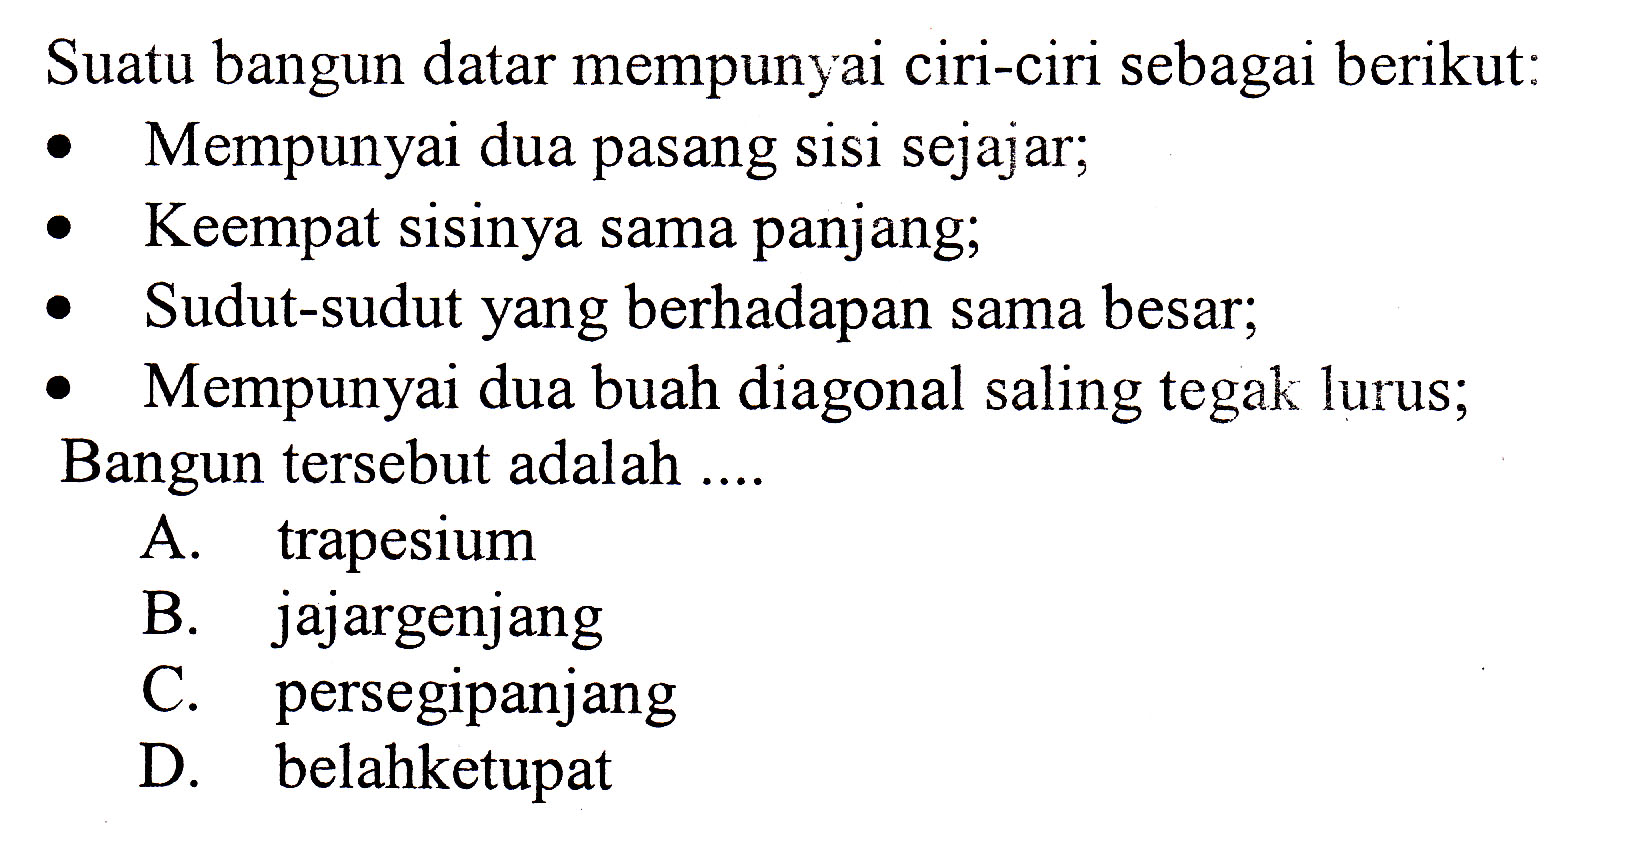 Suatu bangun datar mempunyai ciri-ciri sebagai berikut:
• Mempunyai dua pasang sisi sejajar;
• Keempat sisinya sama panjang;
• Sudut-sudut yang berhadapan sama besar;
• Mempunyai dua buah diagonal saling tegak lurus;
Bangun tersebut adalah ....
A. trapesium
B. jajargenjang
C. persegipanjang
D. belahketupat